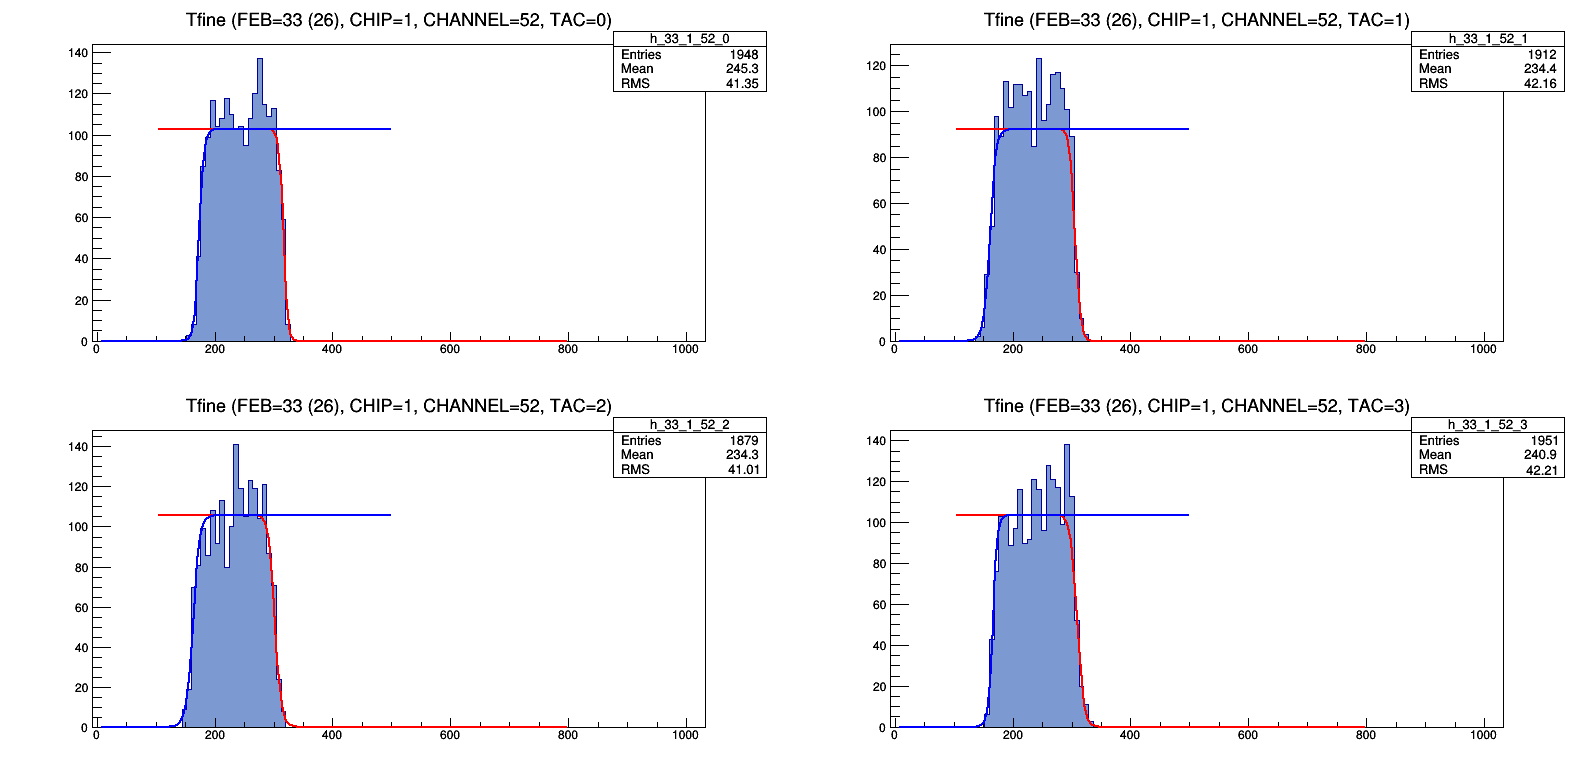 Tfine (FEB=33 (26), CHIP=1, CHANNEL=52, TAC=0)
h_33_1_52_0
Entries 1948
Mean 245.3
RMS 41.35
140
120
100
80
60
40
20
0
0 200 400 600 800 1000
Tfine (FEB=33 (26), CHIP=1, CHANNEL=52, TAC=1)
h_33_1_52_1
Entries 1912
Mean 234.4
RMS 42.16
120
100
80
60
40
20
0
0 200 400 600 800 1000
Tfine (FEB=33 (26), CHIP=1, CHANNEL=52, TAC=2)
h_33_1_52_2
Entries 1879
Mean 234.3
RMS 41.01
140
120
100
80
60
40
20
0
0 200 400 600 800 1000
Tfine (FEB=33 (26), CHIP=1, CHANNEL=52, TAC=3)
h_33_1_52_3
Entries 1951
Mean 240.9
RMS 42.21
140
120
100
80
60
40
20
0
0 200 400 600 800 1000